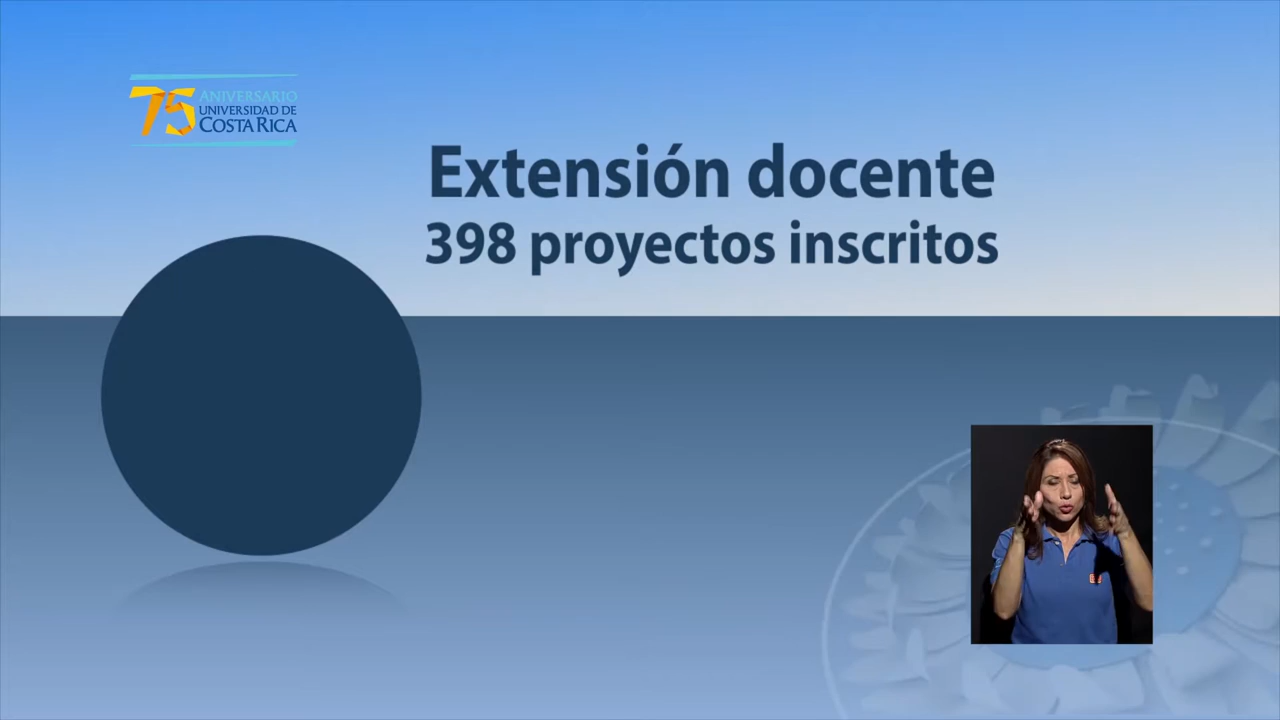 75 ANIVERSARIO
UNIVERSIDAD DE
COSTA RICA
Extensión docente
398 proyectos inscritos